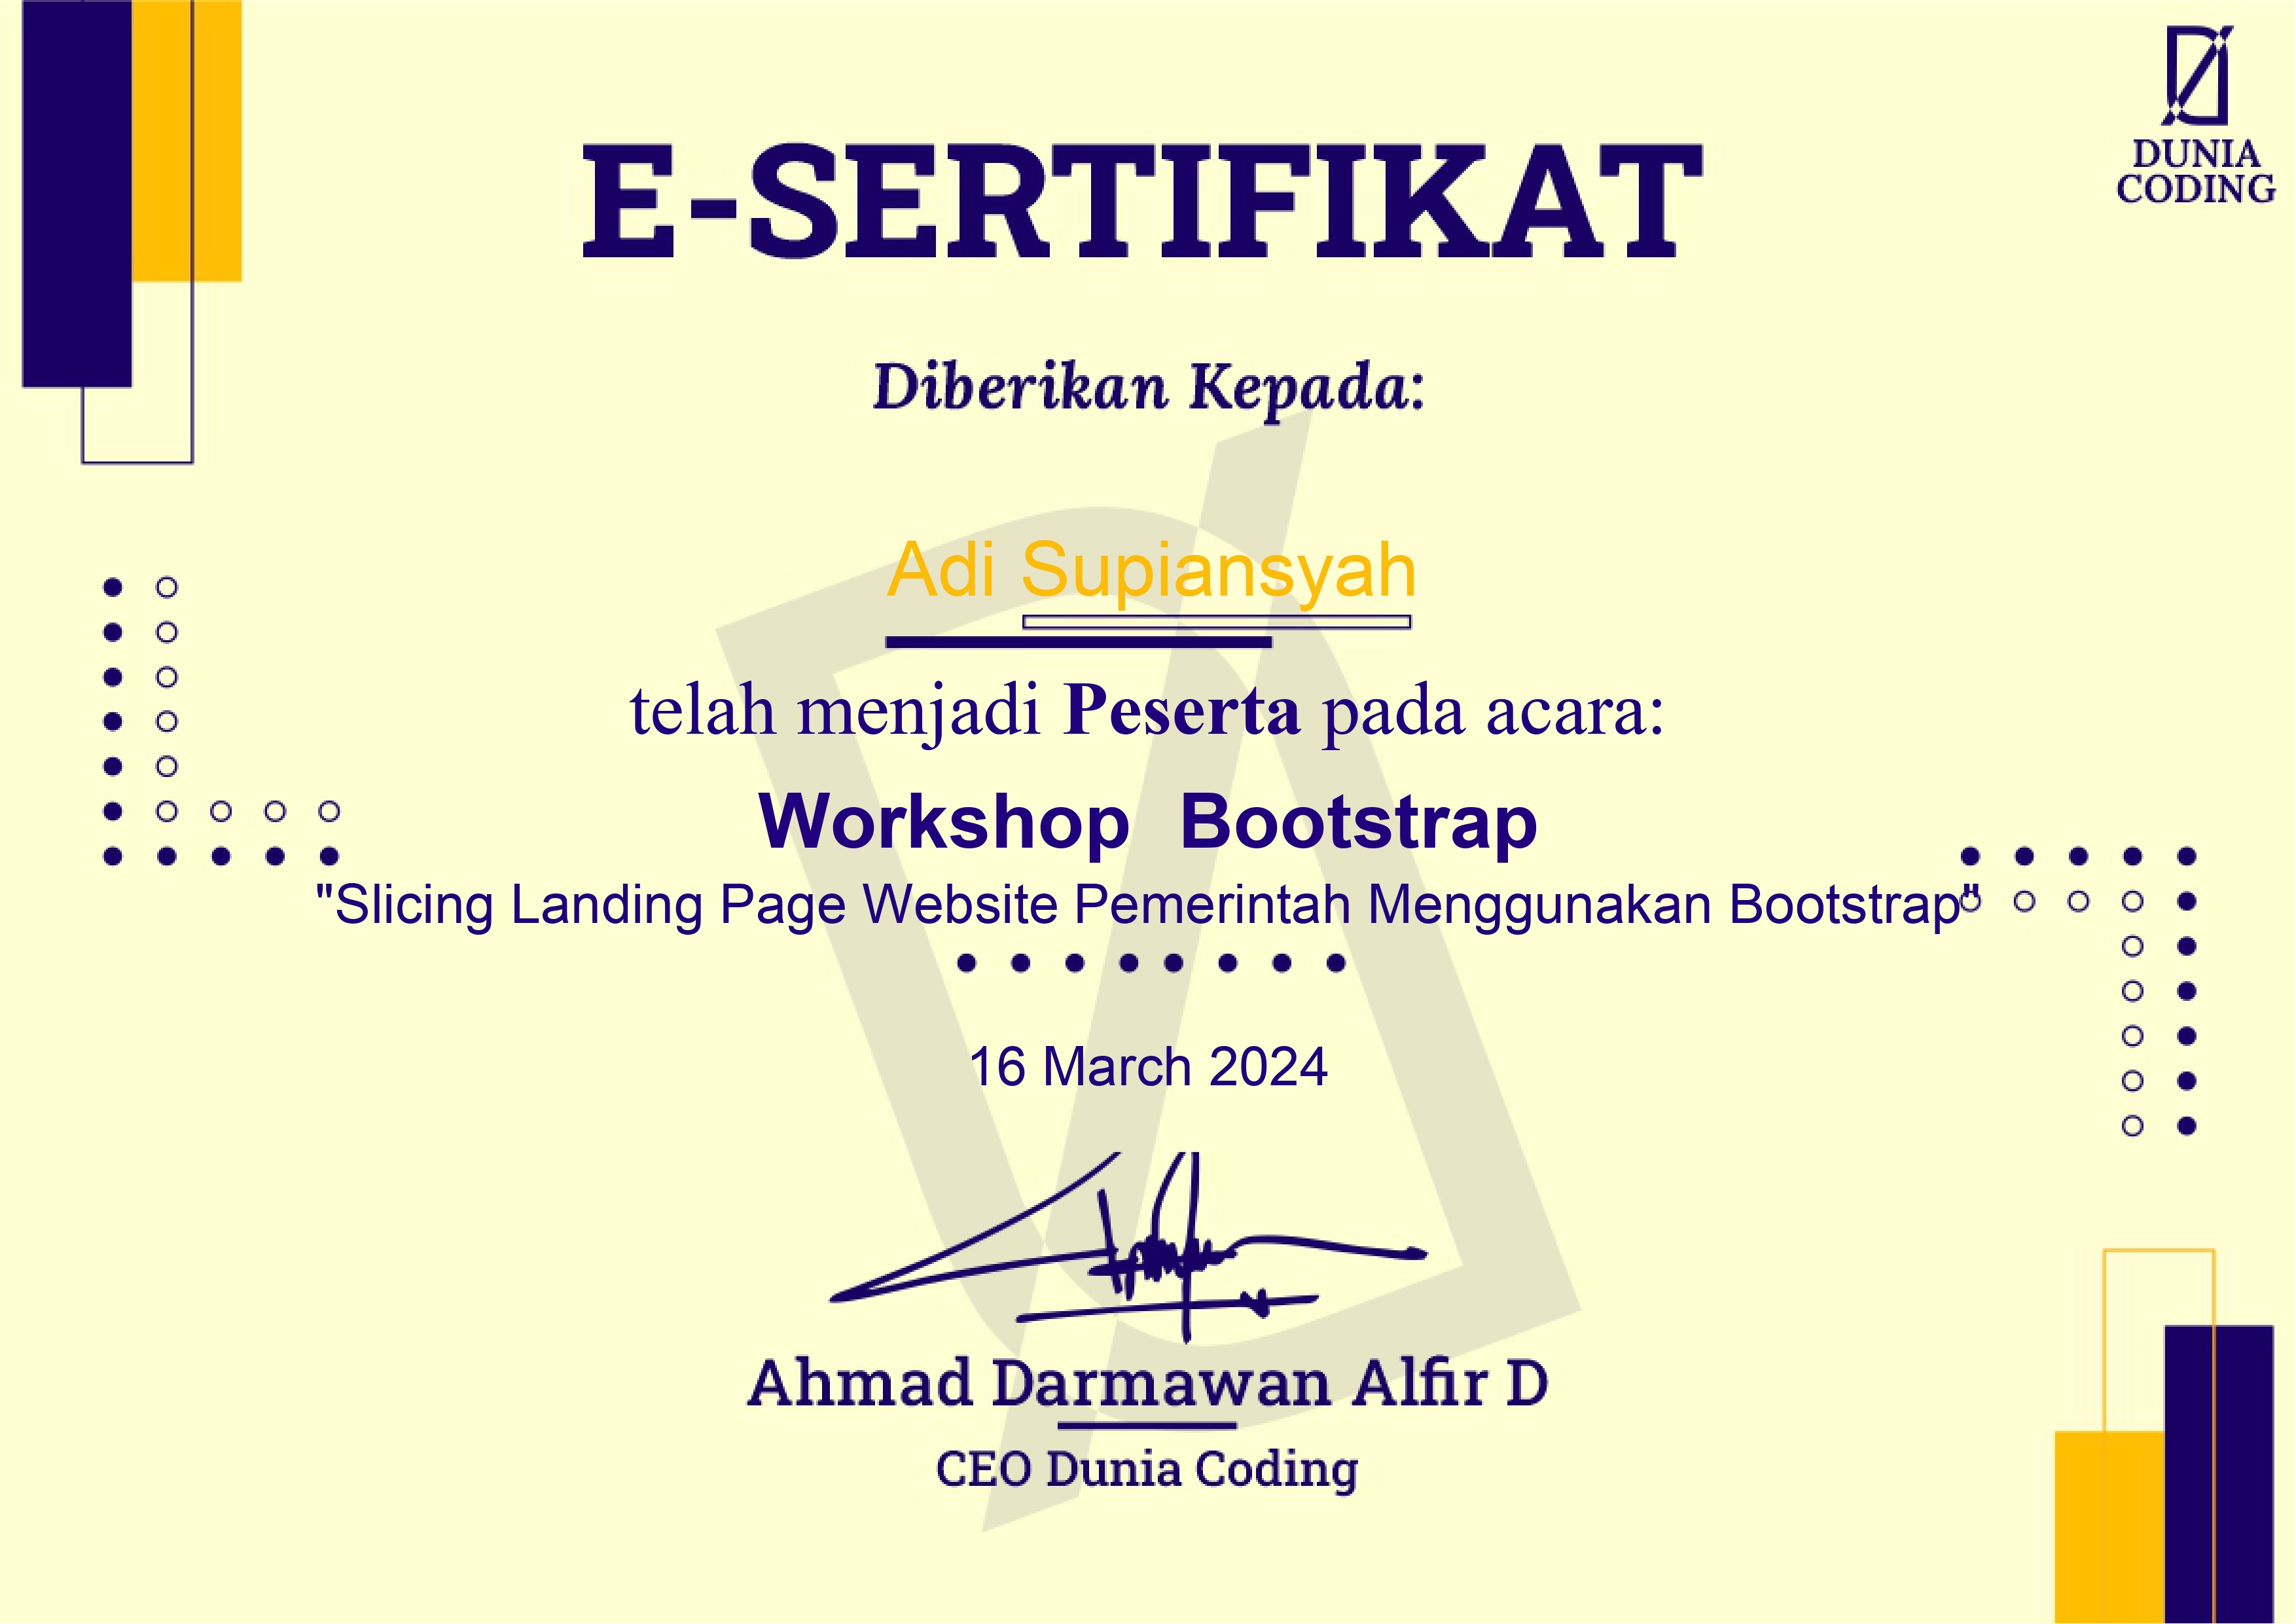 DUNIA
CODING
E-SERTIFIKAT
Diberikan Kepada:
Adi Supiansyah
telah menjadi Peserta pada acara:
Workshop Bootstrap
"Slicing Landing Page Website Pemerintah Menggunakan Bootstrap"
16 March 2024
Ahmad Darmawan Alfir D
CEO Dunia Coding